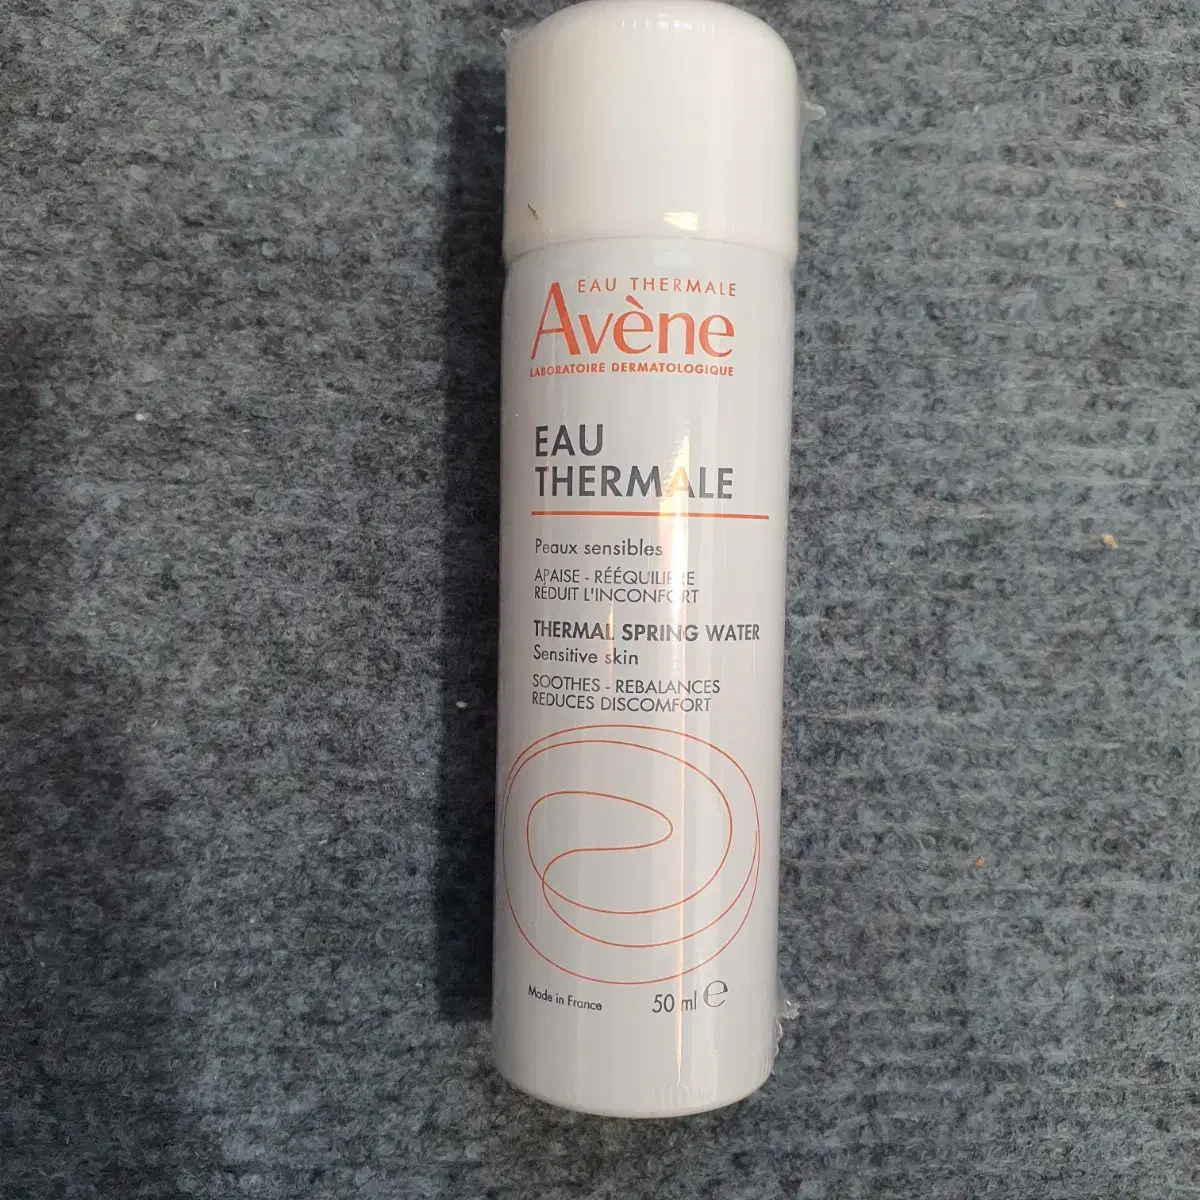 EAU THERMALE
Avène
LABORATOIRE DERMATOLOGIQUE
EAU
THERMALE
Peaux sensibles
APAISE - RÉÉQUILIBRE
RÉDUIT L'INCONFORT
THERMAL SPRING WATER
Sensitive skin
SOOTHES - REBALANCES
REDUCES DISCOMFORT
Made in France
50 ml ℮